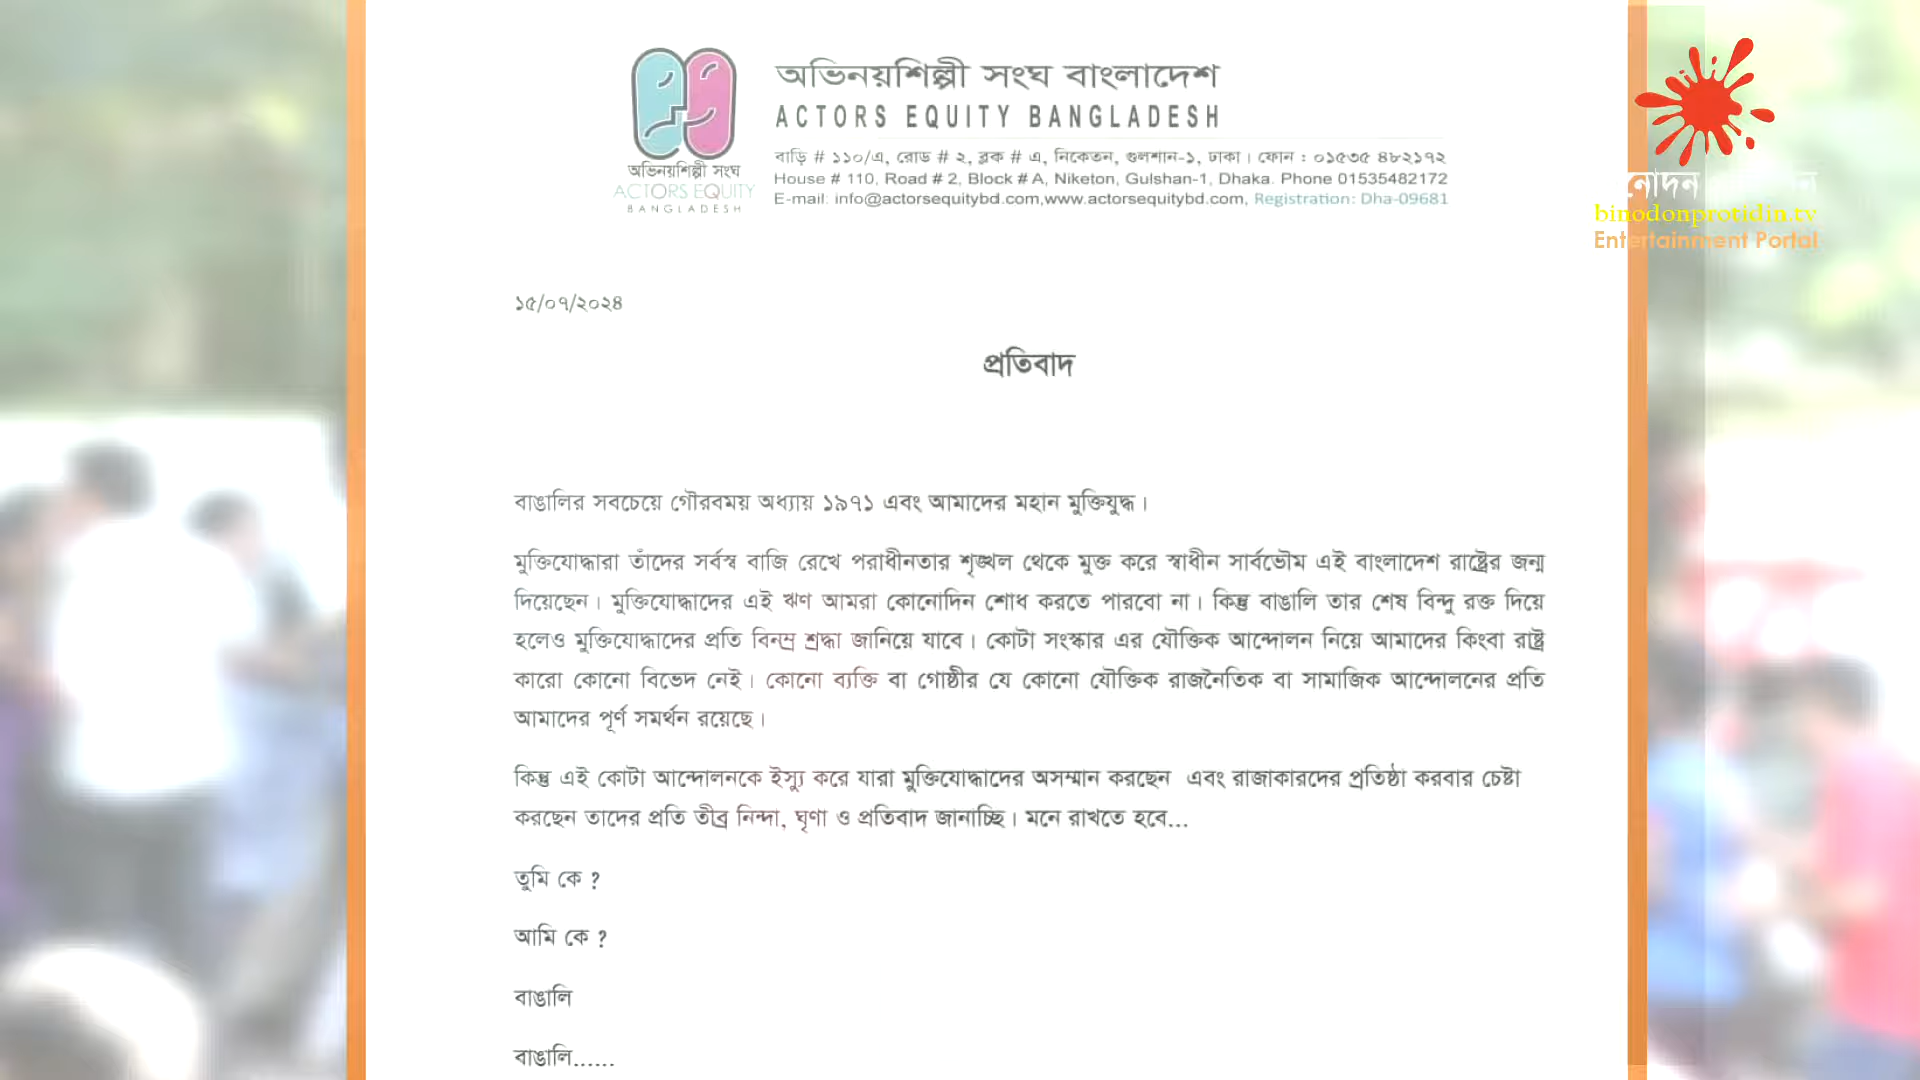 অভিনয়শিল্পী সংঘ বাংলাদেশ
ACTORS EQUITY BANGLADESH
বাড়ি # ১১০/এ, রোড # ২, ব্লক # এ, নিকেতন, গুলশান-১, ঢাকা। ফোন : ০১৫৩৫ ৪৮২১৭২
House # 110, Road # 2, Block # A, Niketon, Gulshan-1, Dhaka. Phone 01535482172
E-mail: info@actorsequitybd.com,www.actorsequitybd.com, Registration: Dha-09681
অভিনয়শিল্পী সংঘ
ACTORS EQUITY
BANGLADESH
binodonprotidin.tv
Entertainment Portal
১৫/০৭/২০২৪
প্রতিবাদ
বাঙালির সবচেয়ে গৌরবময় অধ্যায় ১৯৭১ এবং আমাদের মহান মুক্তিযুদ্ধ।
মুক্তিযোদ্ধারা তাঁদের সর্বস্ব বাজি রেখে পরাধীনতার শৃঙ্খল থেকে মুক্ত করে স্বাধীন সার্বভৌম এই বাংলাদেশ রাষ্ট্রের জন্ম
দিয়েছেন। মুক্তিযোদ্ধাদের এই ঋণ আমরা কোনোদিন শোধ করতে পারবো না। কিন্তু বাঙালি তার শেষ বিন্দু রক্ত দিয়ে
হলেও মুক্তিযোদ্ধাদের প্রতি বিনম্র শ্রদ্ধা জানিয়ে যাবে। কোটা সংস্কার এর যৌক্তিক আন্দোলন নিয়ে আমাদের কিংবা রাষ্ট্র
কারো কোনো বিভেদ নেই। কোনো ব্যক্তি বা গোষ্ঠীর যে কোনো যৌক্তিক রাজনৈতিক বা সামাজিক আন্দোলনের প্রতি
আমাদের পূর্ণ সমর্থন রয়েছে।
কিন্তু এই কোটা আন্দোলনকে ইস্যু করে যারা মুক্তিযোদ্ধাদের অসম্মান করছেন এবং রাজাকারদের প্রতিষ্ঠা করবার চেষ্টা
করছেন তাদের প্রতি তীব্র নিন্দা, ঘৃণা ও প্রতিবাদ জানাচ্ছি। মনে রাখতে হবে...
তুমি কে ?
আমি কে ?
বাঙালি
বাঙালি......